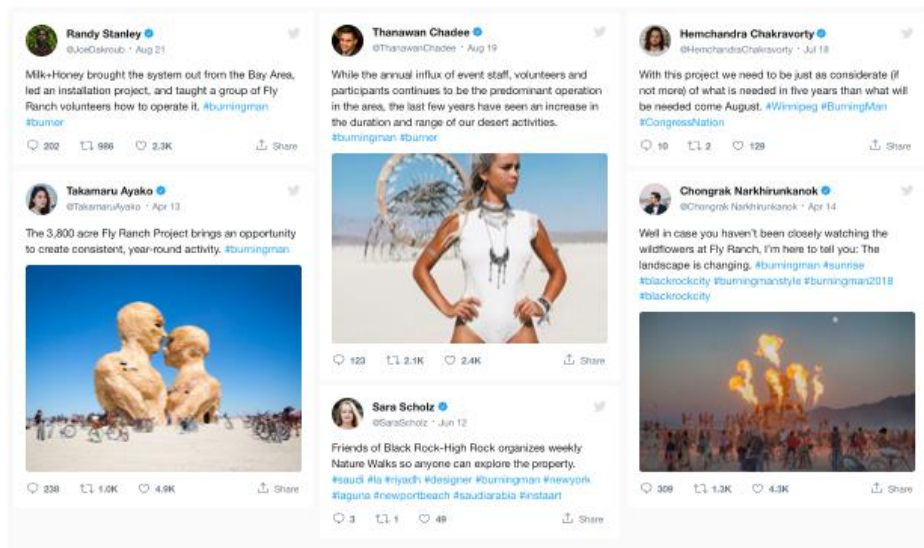 Randy Stanley
@JoeDakroub · Aug 21
Milk+Honey brought the system out from the Bay Area,
led an installation project, and taught a group of Fly
Ranch volunteers how to operate it. #burningman
#burner
202 986 2.3K Share
Takamaru Ayako
@TakamaruAyako · Apr 13
The 3,800 acre Fly Ranch Project brings an opportunity
to create consistent, year-round activity. #burningman
238 1.0K 4.9K Share
Thanawan Chadee
@ThanawanChadee · Aug 19
While the annual influx of event staff, volunteers and
participants continues to be the predominant operation
in the area, the last few years have seen an increase in
the duration and range of our desert activities.
#burningman #burner
123 2.1K 2.4K Share
Sara Scholz
@SaraScholz · Jun 12
Friends of Black Rock-High Rock organizes weekly
Nature Walks so anyone can explore the property.
#saudi #la #riyadh #designer #burningman #newyork
#laguna #newportbeach #saudiarabia #instaart
3 1 49 Share
Hemchandra Chakravorty
@HemchandraChakravorty · Jul 18
With this project we need to be just as considerate (if
not more) of what is needed in five years than what will
be needed come August. #Winnipeg #BurningMan
#CongressNation
10 2 129 Share
Chongrak Narkhirunkanok
@Chongrak Narkhirunkanok · Apr 14
Well in case you haven't been closely watching the
wildflowers at Fly Ranch, I'm here to tell you: The
landscape is changing. #burningman #sunrise
#blackrockcity #burningmanstyle #burningman2018
#blackrockcity
309 1.3K 4.3K Share